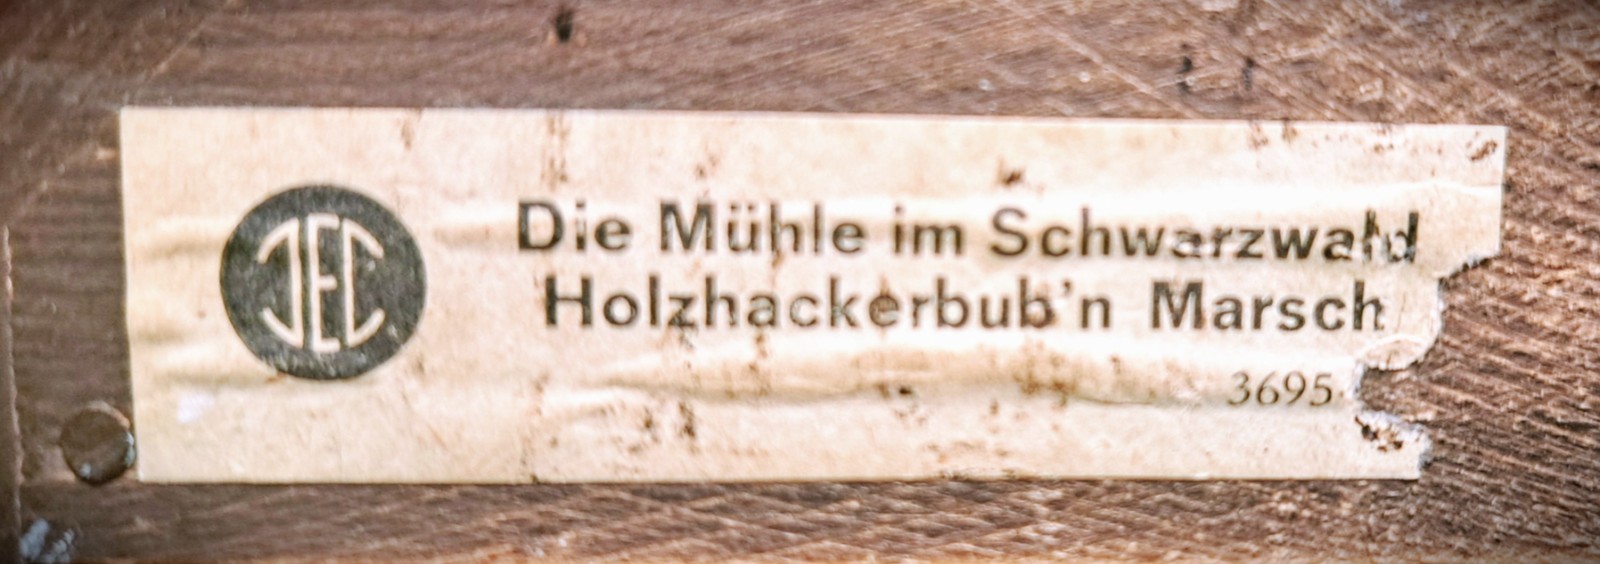 JEC
Die Mühle im Schwarzwald
Holzhackerbub'n Marsch
3695